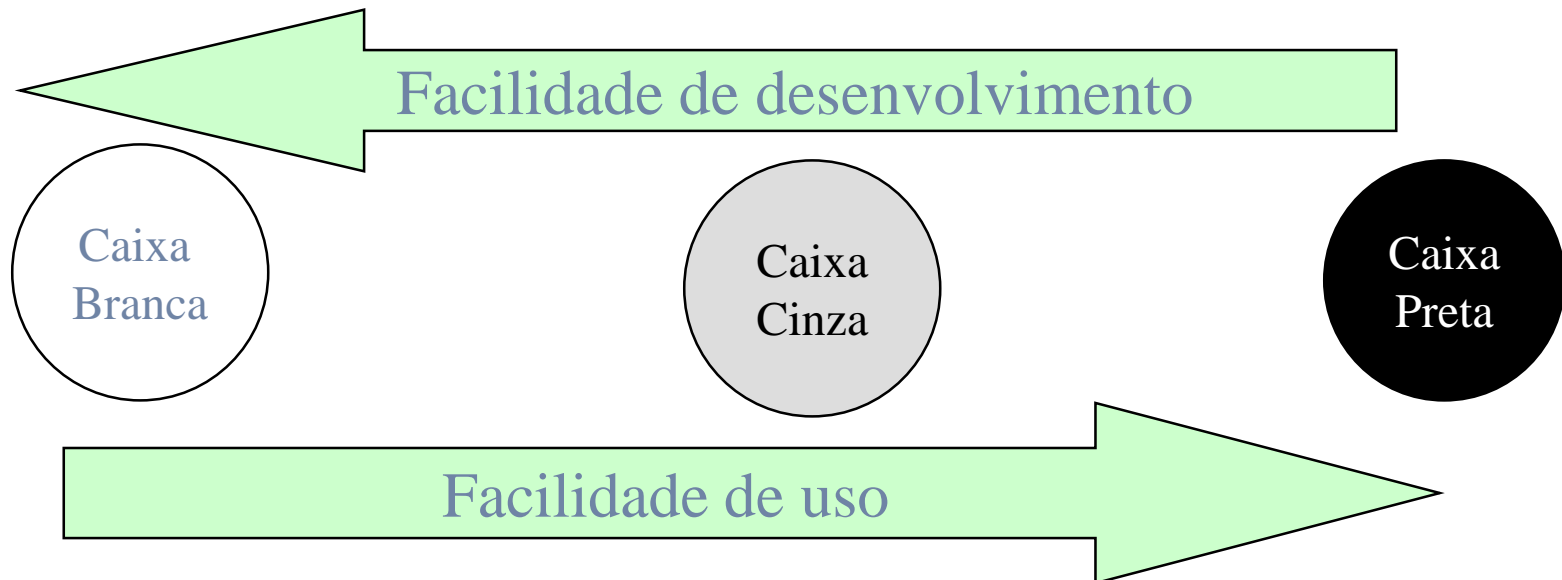 Facilidade de desenvolvimento
Caixa
Branca
Caixa
Cinza
Caixa
Preta
Facilidade de uso